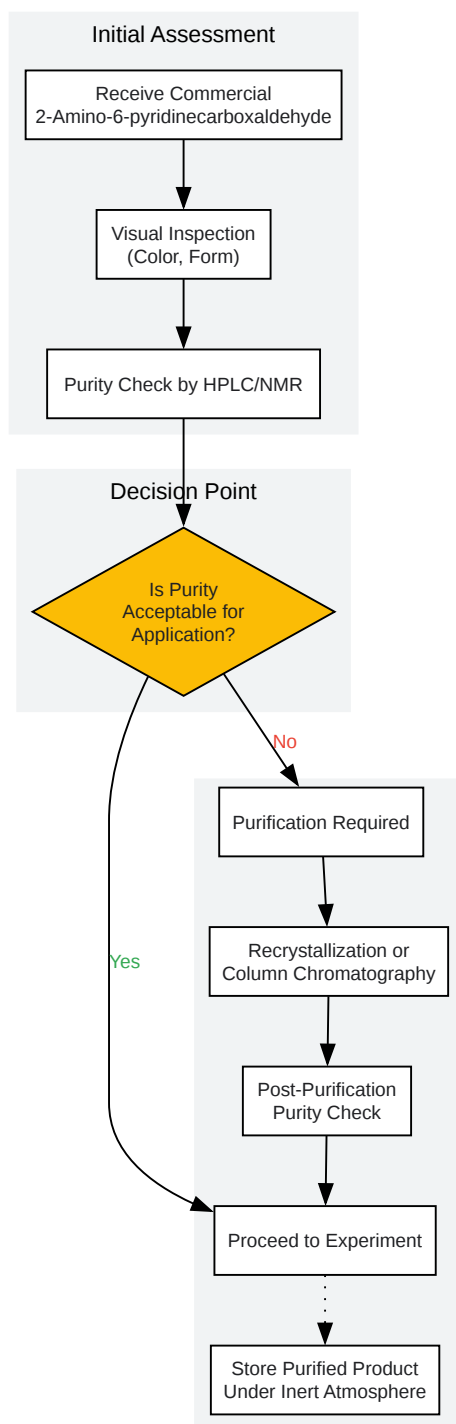 Initial Assessment
Receive Commercial
2-Amino-6-pyridinecarboxaldehyde
Visual Inspection
(Color, Form)
Purity Check by HPLC/NMR
Decision Point
Is Purity
Acceptable for
Application?
No
Purification Required
Recrystallization or
Column Chromatography
Yes
Post-Purification
Purity Check
Proceed to Experiment
Store Purified Product
Under Inert Atmosphere